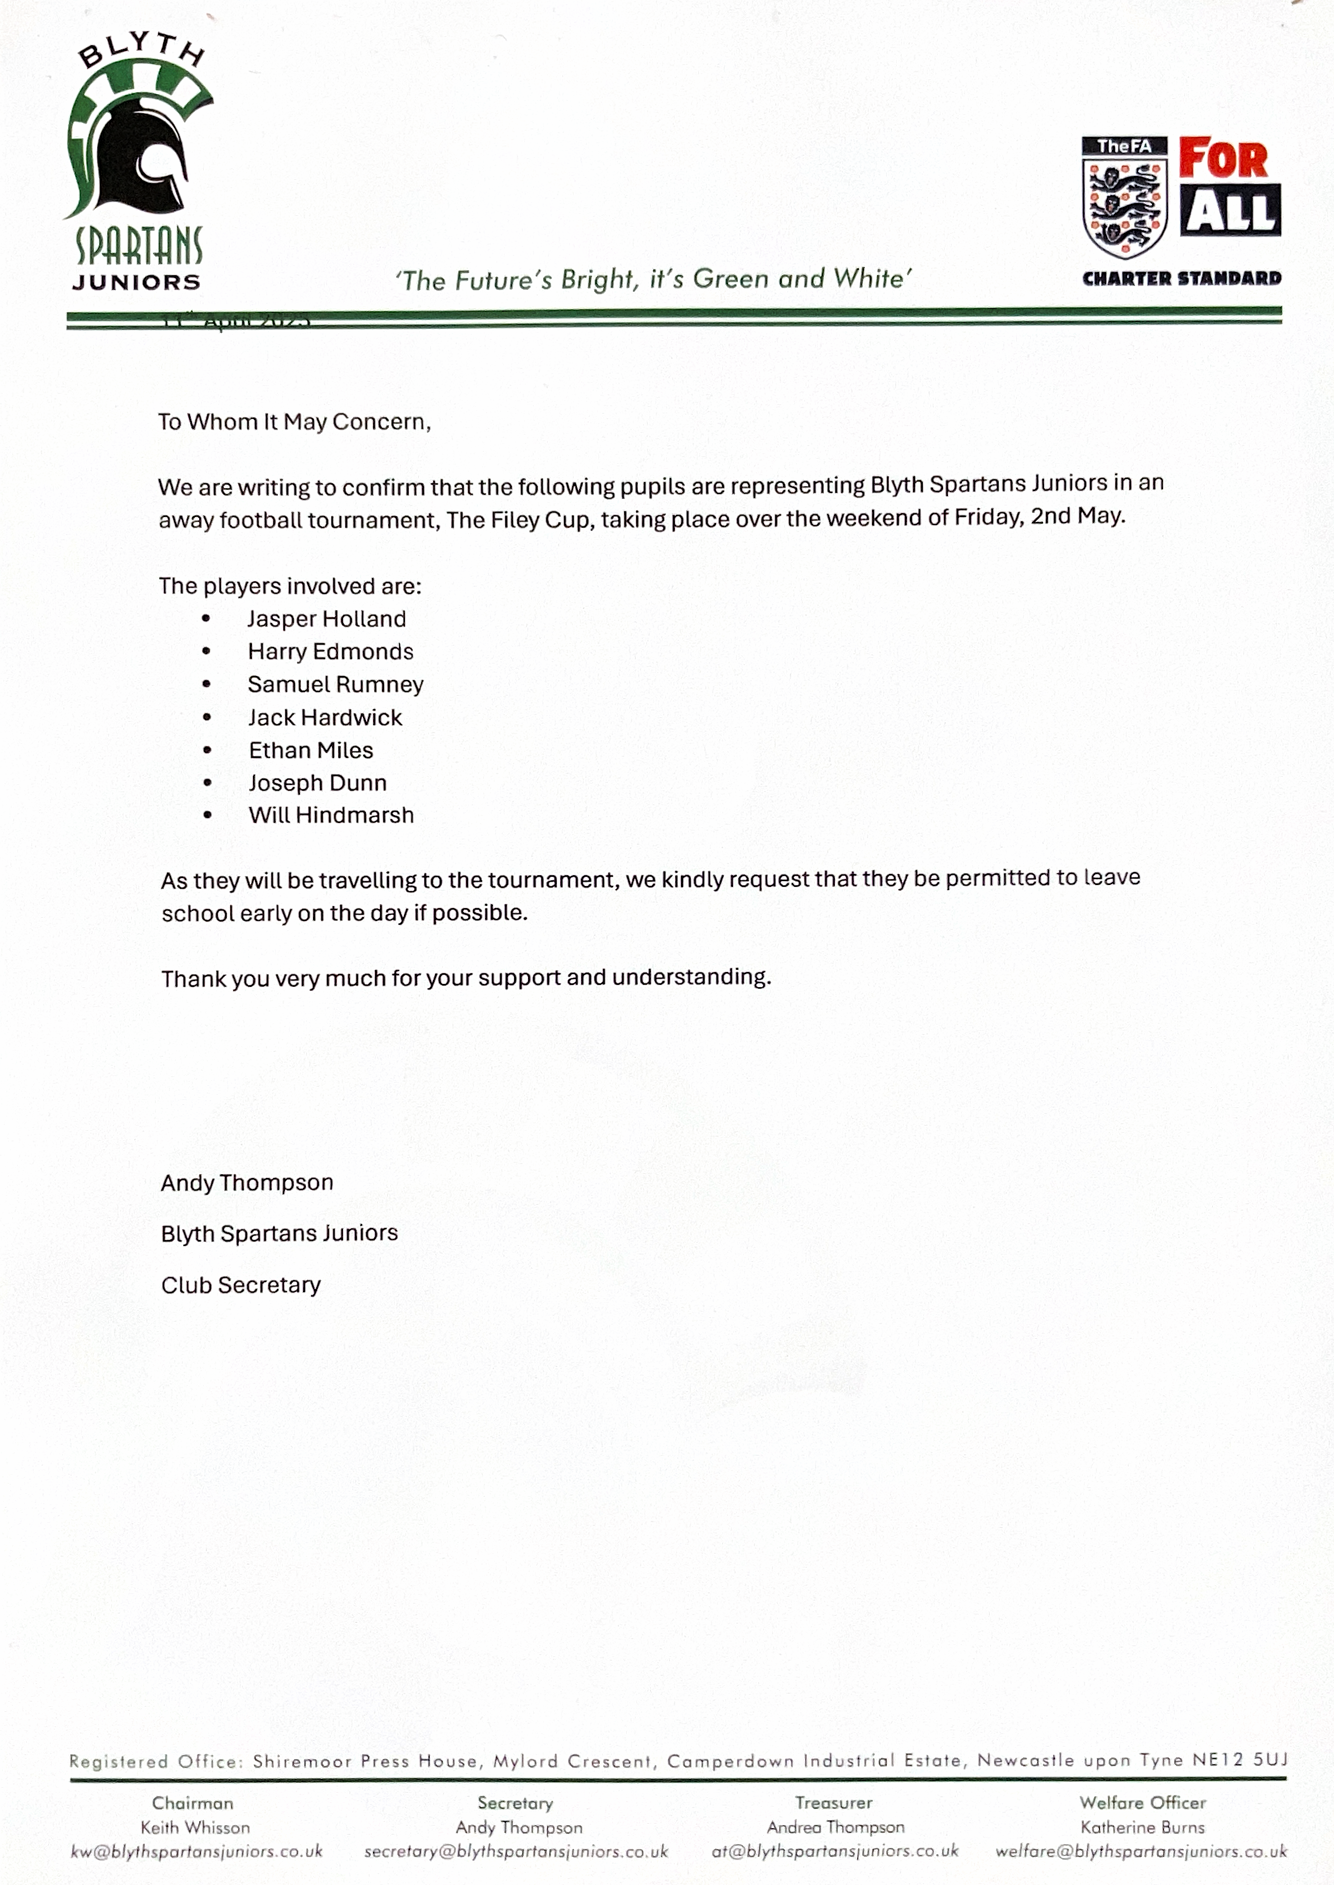 BLYTH
SPARTANS
JUNIORS
TheFA
FOR
ALL
CHARTER STANDARD
‘The Future’s Bright, it’s Green and White’
11th April 2025
To Whom It May Concern,
We are writing to confirm that the following pupils are representing Blyth Spartans Juniors in an
away football tournament, The Filey Cup, taking place over the weekend of Friday, 2nd May.
The players involved are:
• Jasper Holland
• Harry Edmonds
• Samuel Rumney
• Jack Hardwick
• Ethan Miles
• Joseph Dunn
• Will Hindmarsh
As they will be travelling to the tournament, we kindly request that they be permitted to leave
school early on the day if possible.
Thank you very much for your support and understanding.
Andy Thompson
Blyth Spartans Juniors
Club Secretary
Registered Office: Shiremoor Press House, Mylord Crescent, Camperdown Industrial Estate, Newcastle upon Tyne NE12 5UJ
Chairman Secretary Treasurer Welfare Officer
Keith Whisson Andy Thompson Andrea Thompson Katherine Burns
kw@blythspartansjuniors.co.uk secretary@blythspartansjuniors.co.uk at@blythspartansjuniors.co.uk welfare@blythspartansjuniors.co.uk